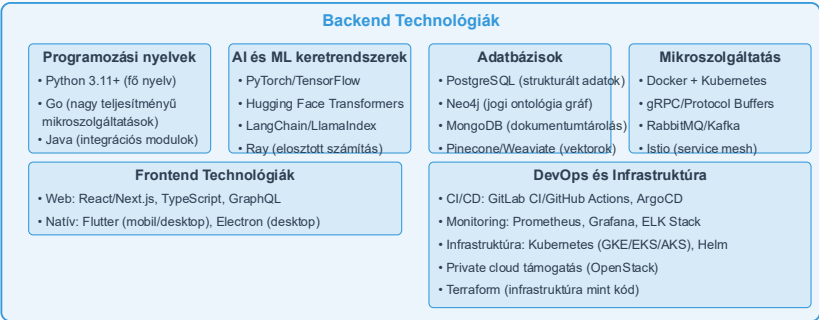 Backend Technológiák
Programozási nyelvek
• Python 3.11+ (fő nyelv)
• Go (nagy teljesítményű
mikroszolgáltatások)
• Java (integrációs modulok)
AI és ML keretrendszerek
• PyTorch/TensorFlow
• Hugging Face Transformers
• LangChain/LlamaIndex
• Ray (elosztott számítás)
Adatbázisok
• PostgreSQL (strukturált adatok)
• Neo4j (jogi ontológia gráf)
• MongoDB (dokumentumtárolás)
• Pinecone/Weaviate (vektorok)
Mikroszolgáltatás
• Docker + Kubernetes
• gRPC/Protocol Buffers
• RabbitMQ/Kafka
• Istio (service mesh)
Frontend Technológiák
• Web: React/Next.js, TypeScript, GraphQL
• Natív: Flutter (mobil/desktop), Electron (desktop)
DevOps és Infrastruktúra
• CI/CD: GitLab CI/GitHub Actions, ArgoCD
• Monitoring: Prometheus, Grafana, ELK Stack
• Infrastruktúra: Kubernetes (GKE/EKS/AKS), Helm
• Private cloud támogatás (OpenStack)
• Terraform (infrastruktúra mint kód)